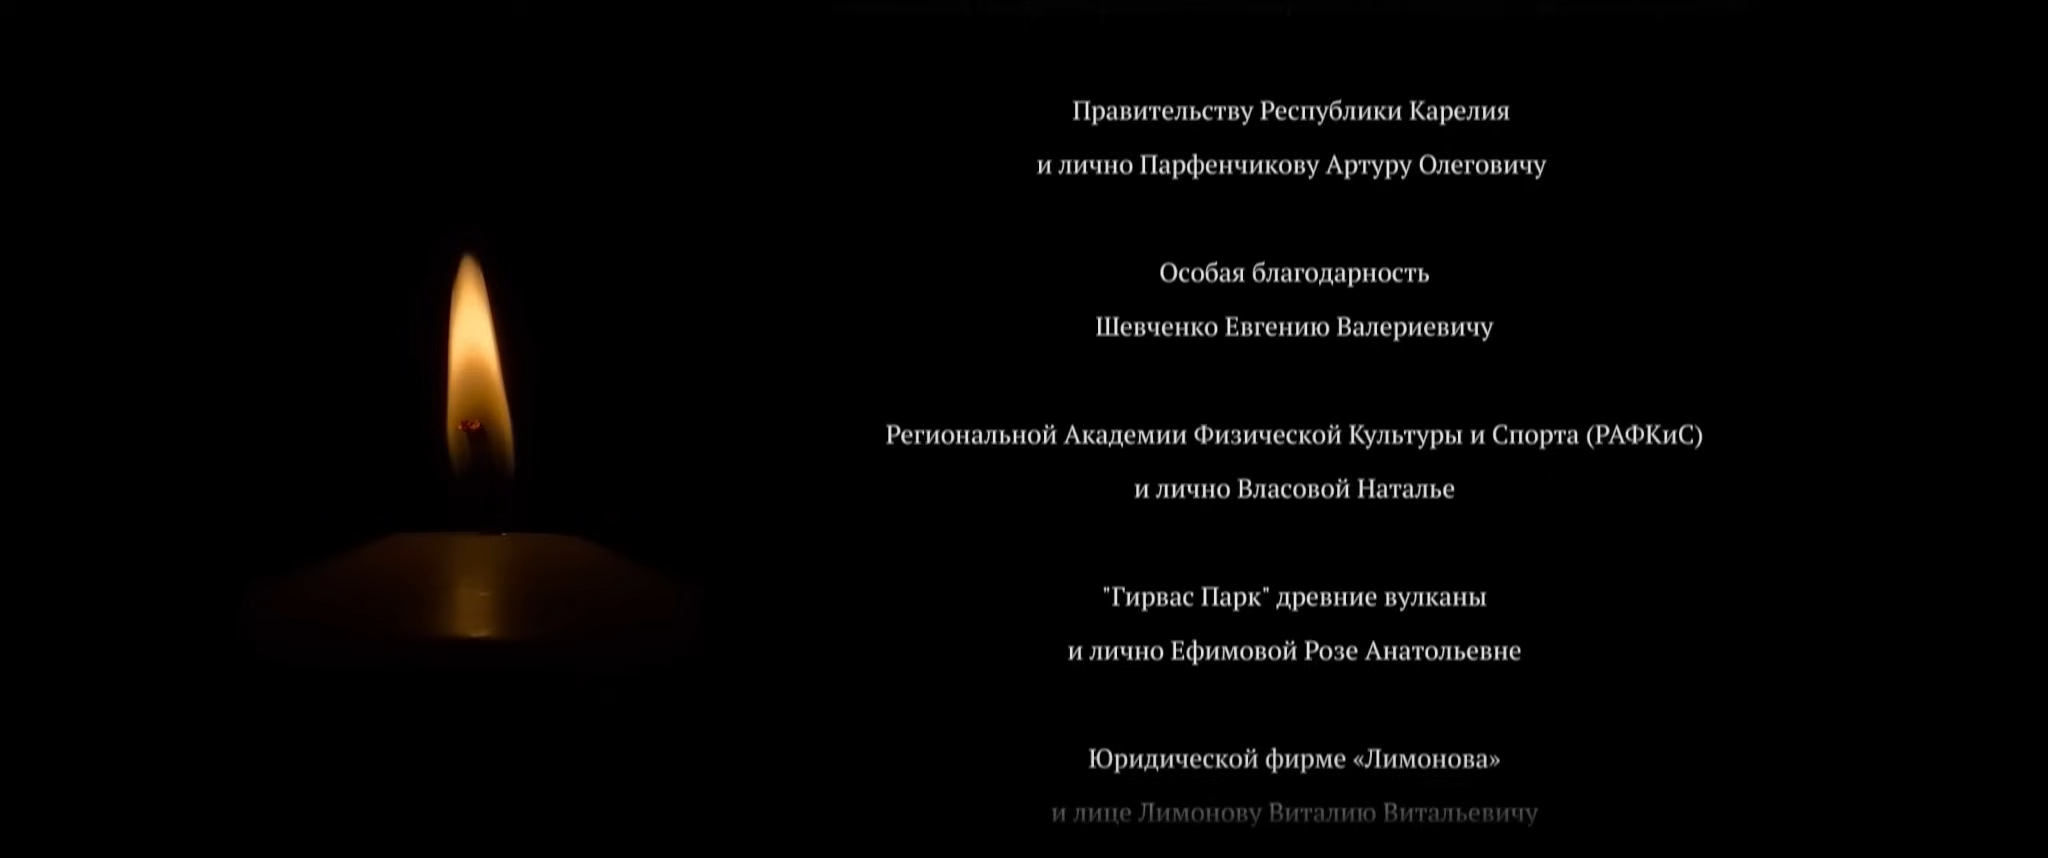 Правительству Республики Карелия
и лично Парфенчикову Артуру Олеговичу
Особая благодарность
Шевченко Евгению Валериевичу
Региональной Академии Физической Культуры и Спорта (РАФКиС)
и лично Власовой Наталье
"Гирвас Парк" древние вулканы
и лично Ефимовой Розе Анатольевне
Юридической фирме «Лимонова»
и лице Лимонову Виталию Витальевичу